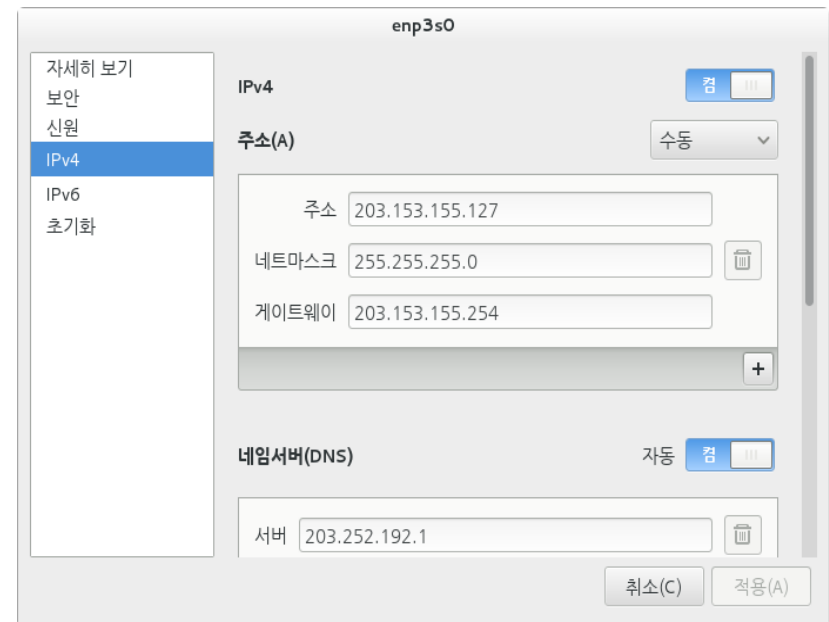 enp3s0
자세히 보기
보안
신원
IPv4
IPv6
초기화
IPv4
켬
주소(A)
수동
주소 203.153.155.127
네트마스크 255.255.255.0
게이트웨이 203.153.155.254
+
네임서버(DNS)
자동 켬
서버 203.252.192.1
취소(C)
적용(A)